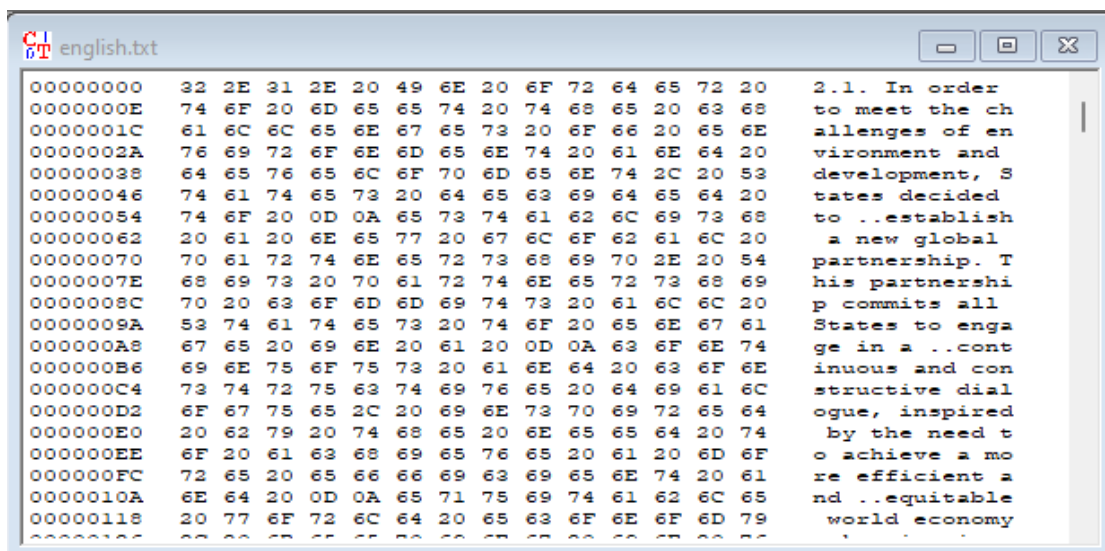 english.txt
00000000 32 2E 31 2E 20 49 6E 20 6F 72 64 65 72 20 2.1. In order
0000000E 74 6F 20 6D 65 65 74 20 74 68 65 20 63 68 to meet the ch
0000001C 61 6C 6C 65 6E 67 65 73 20 6F 66 20 65 6E allenges of en
0000002A 76 69 72 6F 6E 6D 65 6E 74 20 61 6E 64 20 vironment and
00000038 64 65 76 65 6C 6F 70 6D 65 6E 74 2C 20 53 development, S
00000046 74 61 74 65 73 20 64 65 63 69 64 65 64 20 tates decided
00000054 74 6F 20 0D 0A 65 73 74 61 62 6C 69 73 68 to ..establish
00000062 20 61 20 6E 65 77 20 67 6C 6F 62 61 6C 20 a new global
00000070 70 61 72 74 6E 65 72 73 68 69 70 2E 20 54 partnership. T
0000007E 68 69 73 20 70 61 72 74 6E 65 72 73 68 69 his partnershi
0000008C 70 20 63 6F 6D 6D 69 74 73 20 61 6C 6C 20 p commits all
0000009A 53 74 61 74 65 73 20 74 6F 20 65 6E 67 61 States to enga
000000A8 67 65 20 69 6E 20 61 20 0D 0A 63 6F 6E 74 ge in a ..cont
000000B6 69 6E 75 6F 75 73 20 61 6E 64 20 63 6F 6E inuous and con
000000C4 73 74 72 75 63 74 69 76 65 20 64 69 61 6C structive dial
000000D2 6F 67 75 65 2C 20 69 6E 73 70 69 72 65 64 ogue, inspired
000000E0 20 62 79 20 74 68 65 20 6E 65 65 64 20 74 by the need t
000000EE 6F 20 61 63 68 69 65 76 65 20 61 20 6D 6F o achieve a mo
000000FC 72 65 20 65 66 66 69 63 69 65 6E 74 20 61 re efficient a
0000010A 6E 64 20 0D 0A 65 71 75 69 74 61 62 6C 65 nd ..equitable
00000118 20 77 6F 72 6C 64 20 65 63 6F 6E 6F 6D 79 world economy